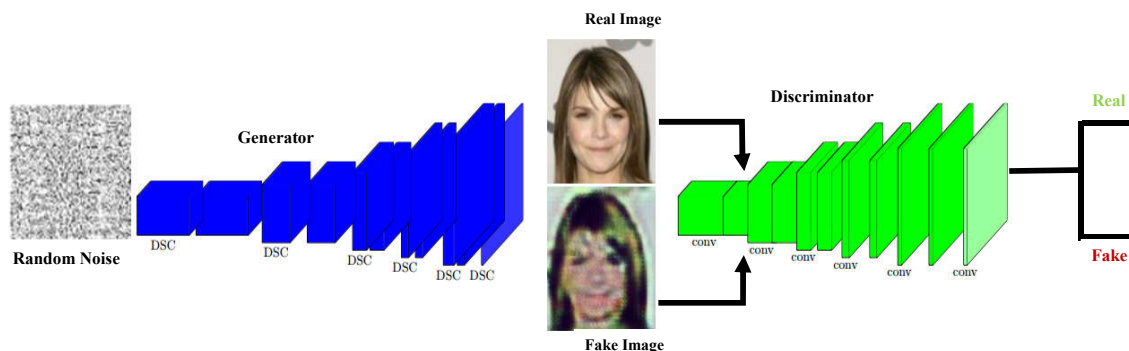 Real Image
Generator
Discriminator
Real
Random Noise
DSC
DSC
DSC
DSC
DSC
DSC
conv
conv
conv
conv
conv
conv
Fake
Fake Image